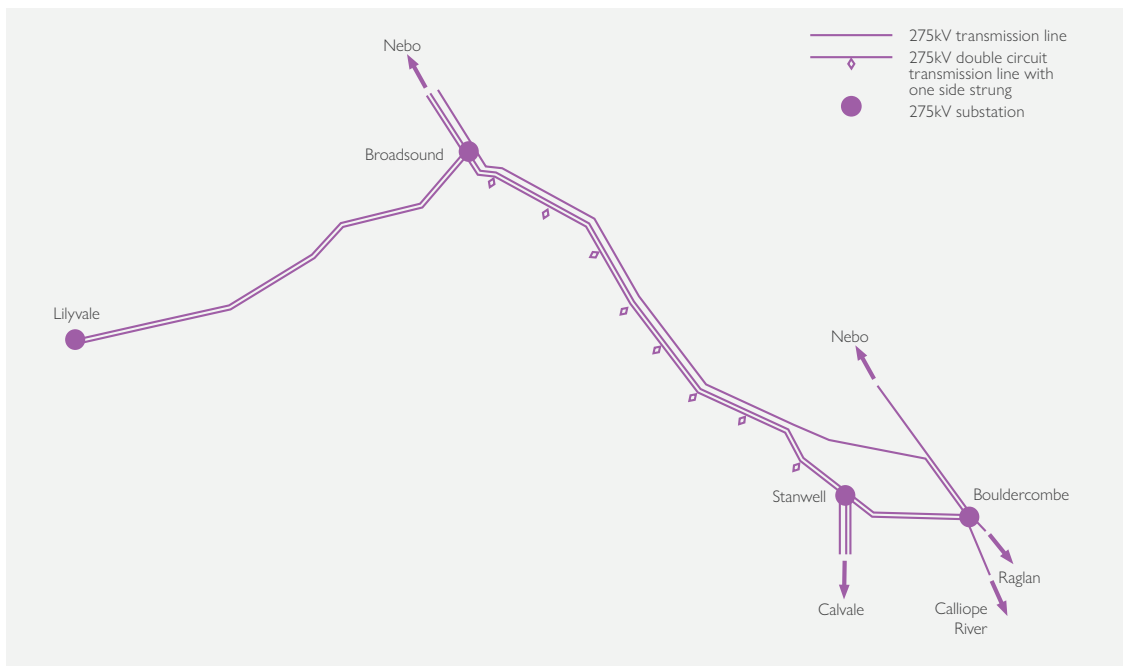 Nebo
275kV transmission line
275kV double circuit
transmission line with
one side strung
275kV substation
Broadsound
Lilyvale
Nebo
Stanwell
Bouldercombe
Raglan
Calvale
Calliope
River